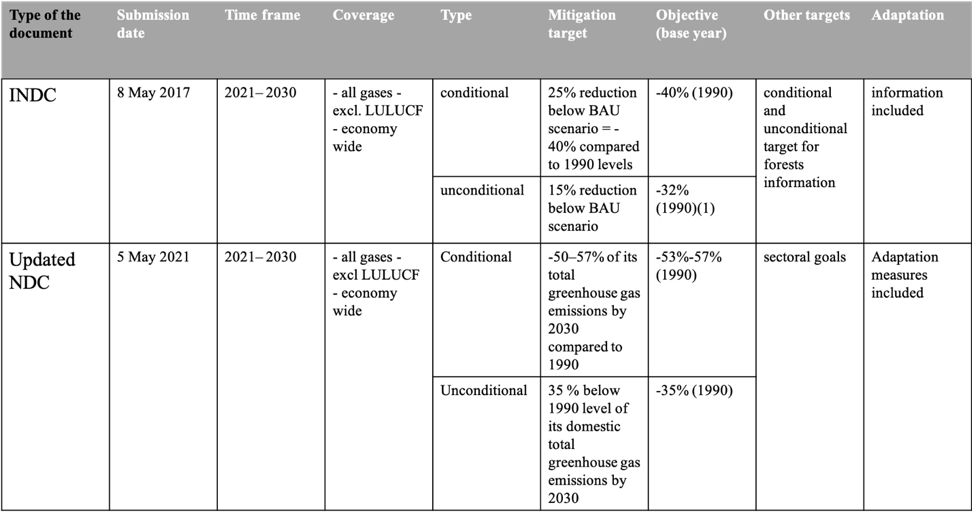 Type of the
document
Submission
date
Time frame
Coverage
Type
Mitigation
target
Objective
(base year)
Other targets
Adaptation
INDC
8 May 2017
2021– 2030
- all gases -
excl. LULUCF
- economy
wide
conditional
25% reduction
below BAU
scenario = -
40% compared
to 1990 levels
-40% (1990)
conditional
and
unconditional
target for
forests
information
information
included
unconditional
15% reduction
below BAU
scenario
-32%
(1990)(1)
Updated
NDC
5 May 2021
2021– 2030
- all gases -
excl LULUCF
- economy
wide
Conditional
-50–57% of its
total
greenhouse gas
emissions by
2030
compared to
1990
-53%-57%
(1990)
sectoral goals
Adaptation
measures
included
Unconditional
35 % below
1990 level of
its domestic
total
greenhouse gas
emissions by
2030
-35% (1990)